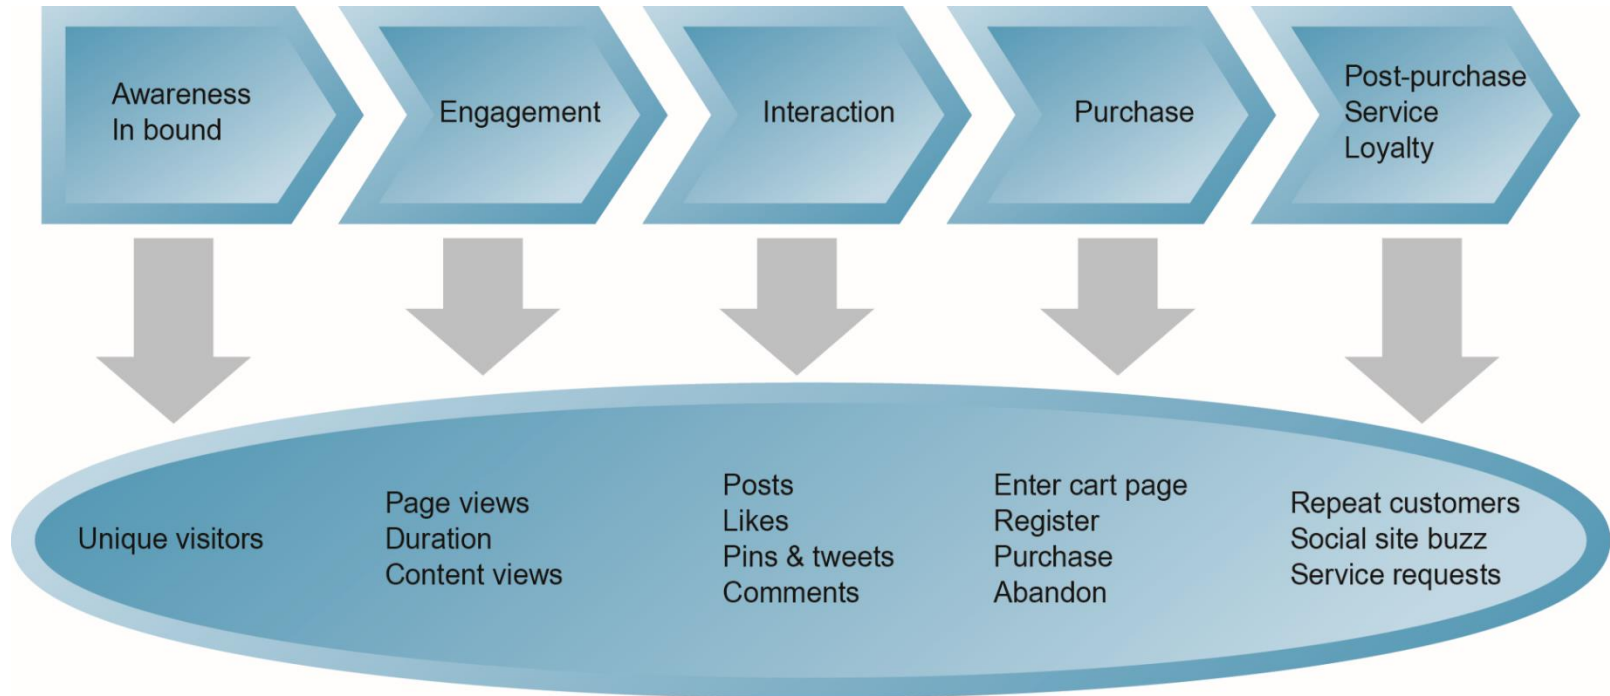 Awareness
In bound
Engagement
Interaction
Purchase
Post-purchase
Service
Loyalty
Unique visitors
Page views
Duration
Content views
Posts
Likes
Pins & tweets
Comments
Enter cart page
Register
Purchase
Abandon
Repeat customers
Social site buzz
Service requests